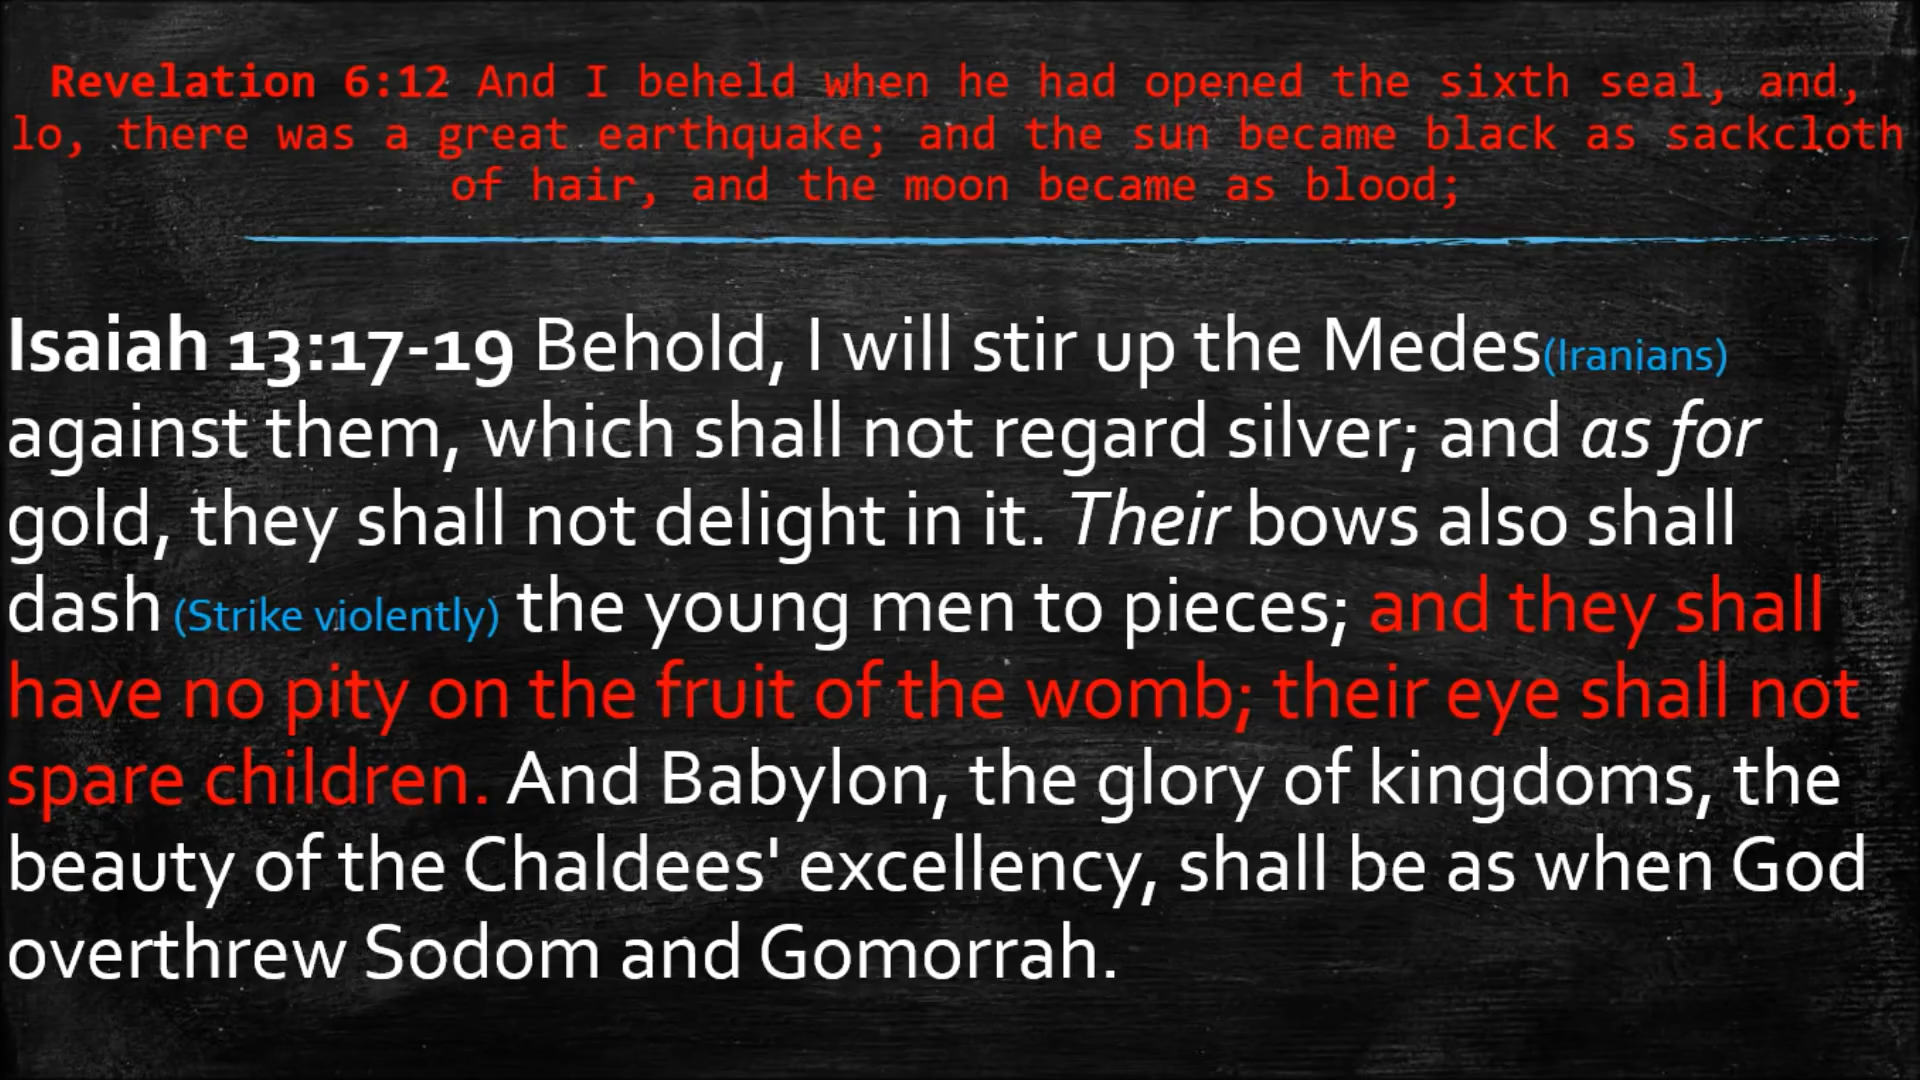 Revelation 6:12 And I beheld when he had opened the sixth seal, and,
lo, there was a great earthquake; and the sun became black as sackcloth
of hair, and the moon became as blood;
Isaiah 13:17-19 Behold, I will stir up the Medes(Iranians)
against them, which shall not regard silver; and as for
gold, they shall not delight in it. Their bows also shall
dash (Strike violently) the young men to pieces; and they shall
have no pity on the fruit of the womb; their eye shall not
spare children. And Babylon, the glory of kingdoms, the
beauty of the Chaldees' excellency, shall be as when God
overthrew Sodom and Gomorrah.